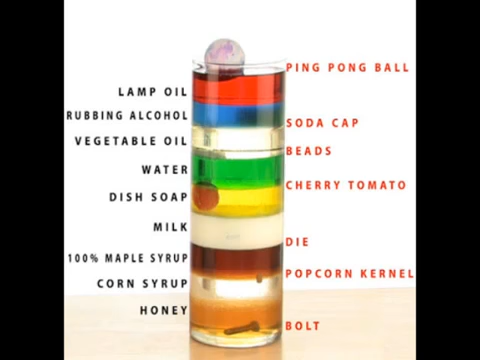 PING PONG BALL
LAMP OIL
RUBBING ALCOHOL
SODA CAP
VEGETABLE OIL
BEADS
WATER
CHERRY TOMATO
DISH SOAP
MILK
DIE
100% MAPLE SYRUP
POPCORN KERNEL
CORN SYRUP
HONEY
BOLT